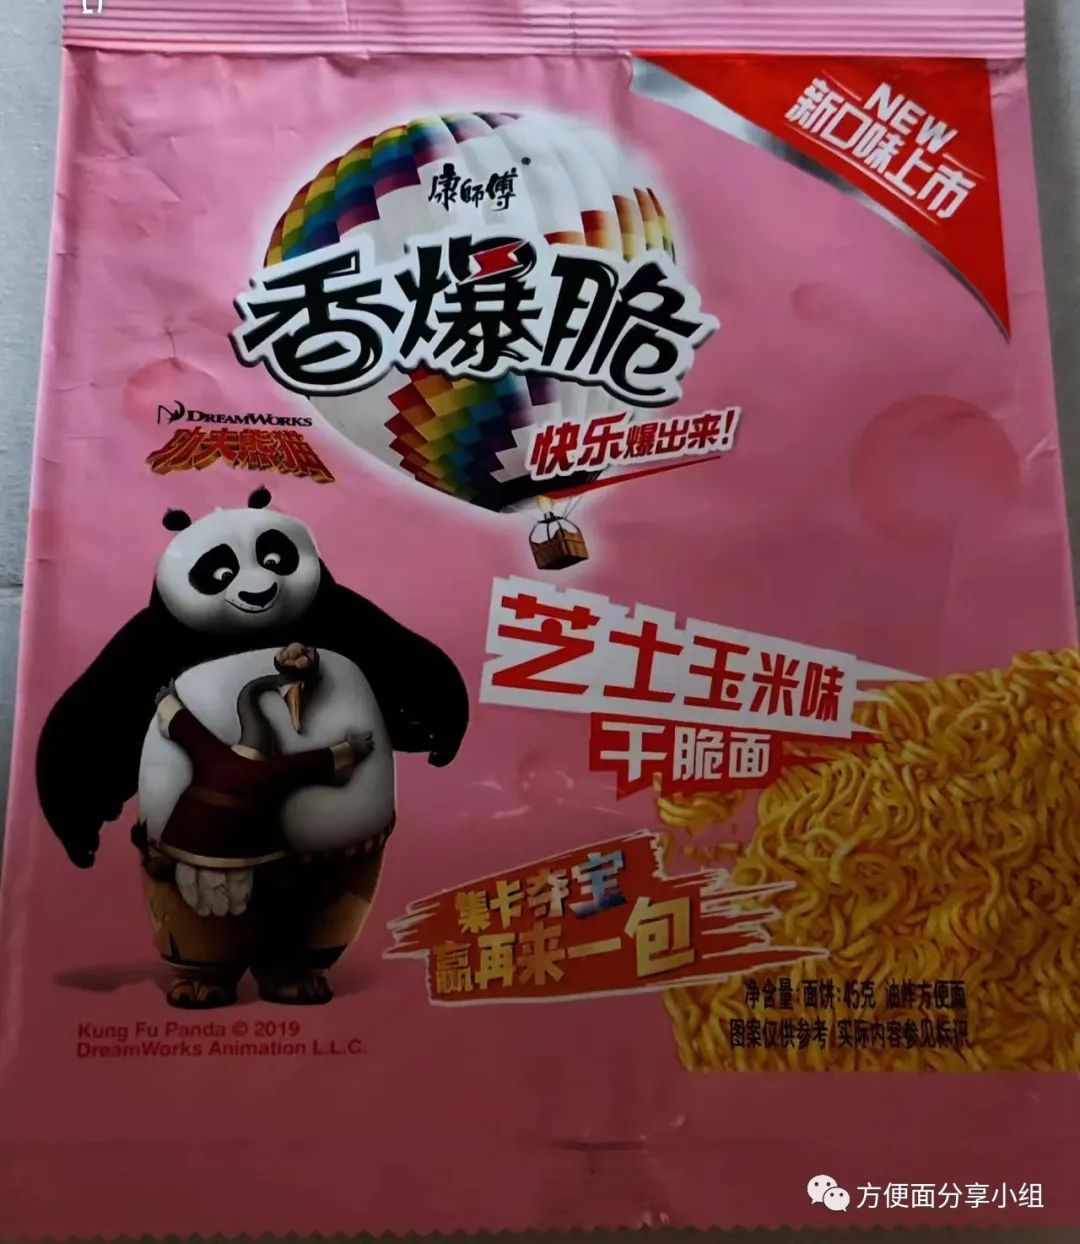 NEW
新口味上市
康師傅
香爆脆
快乐爆出来!
DREAMWORKS
功夫熊猫
芝士玉米味
干脆面
集卡夺宝
赢再来一包
净含量:面饼:45克 油炸方便面
图案仅供参考 实际内容参见标识
Kung Fu Panda © 2019
DreamWorks Animation L.L.C.
方便面分享小组